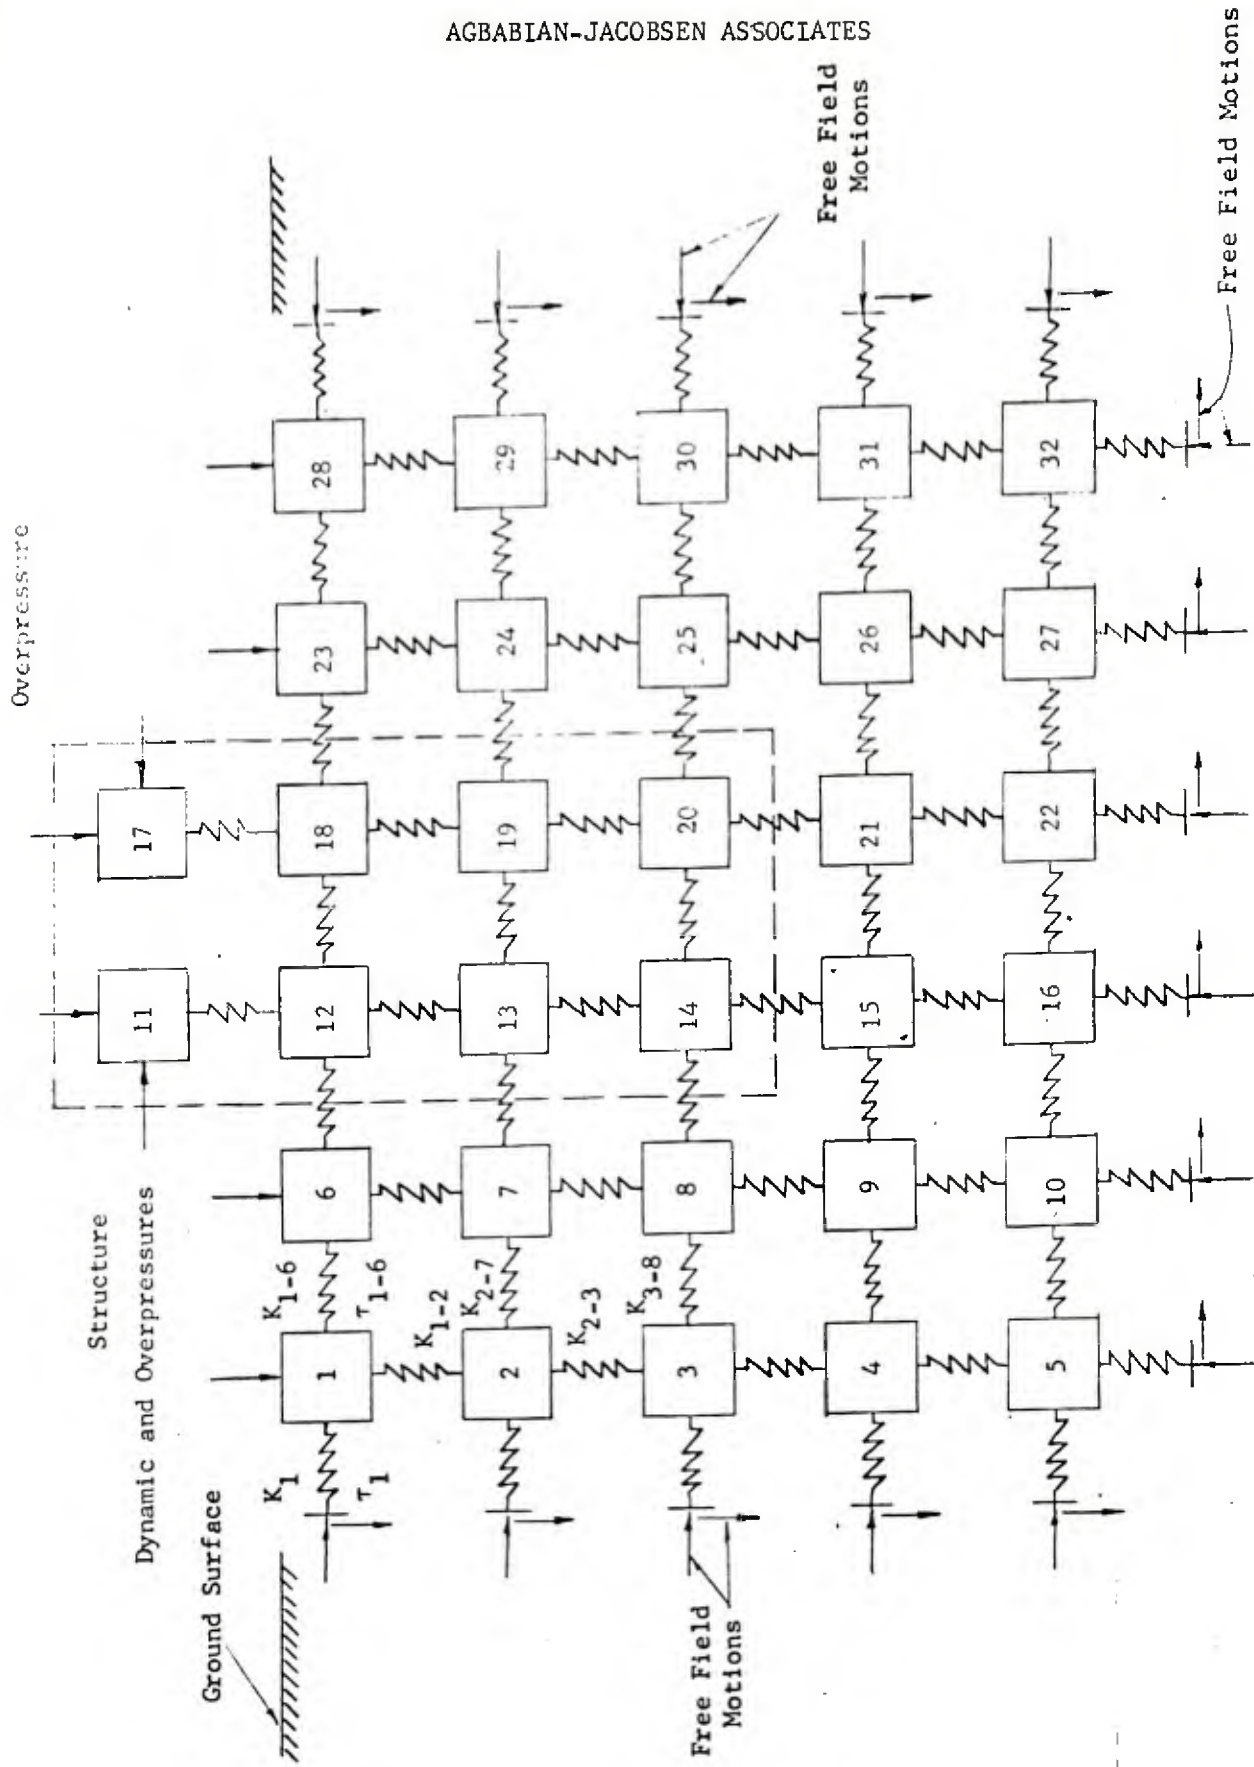 AGBABIAN-JACOBSEN ASSOCIATES
Overpressure
Structure
Dynamic and Overpressures
Ground Surface
11
17
K1
τ1
1
K1-6
τ1-6
6
12
18
23
28
K1-2
2
K2-7
7
13
19
24
29
K2-3
3
K3-8
8
14
20
25
30
Free Field
Motions
Free Field
Motions
4
9
15
21
26
31
5
10
16
22
27
32
Free Field Motions